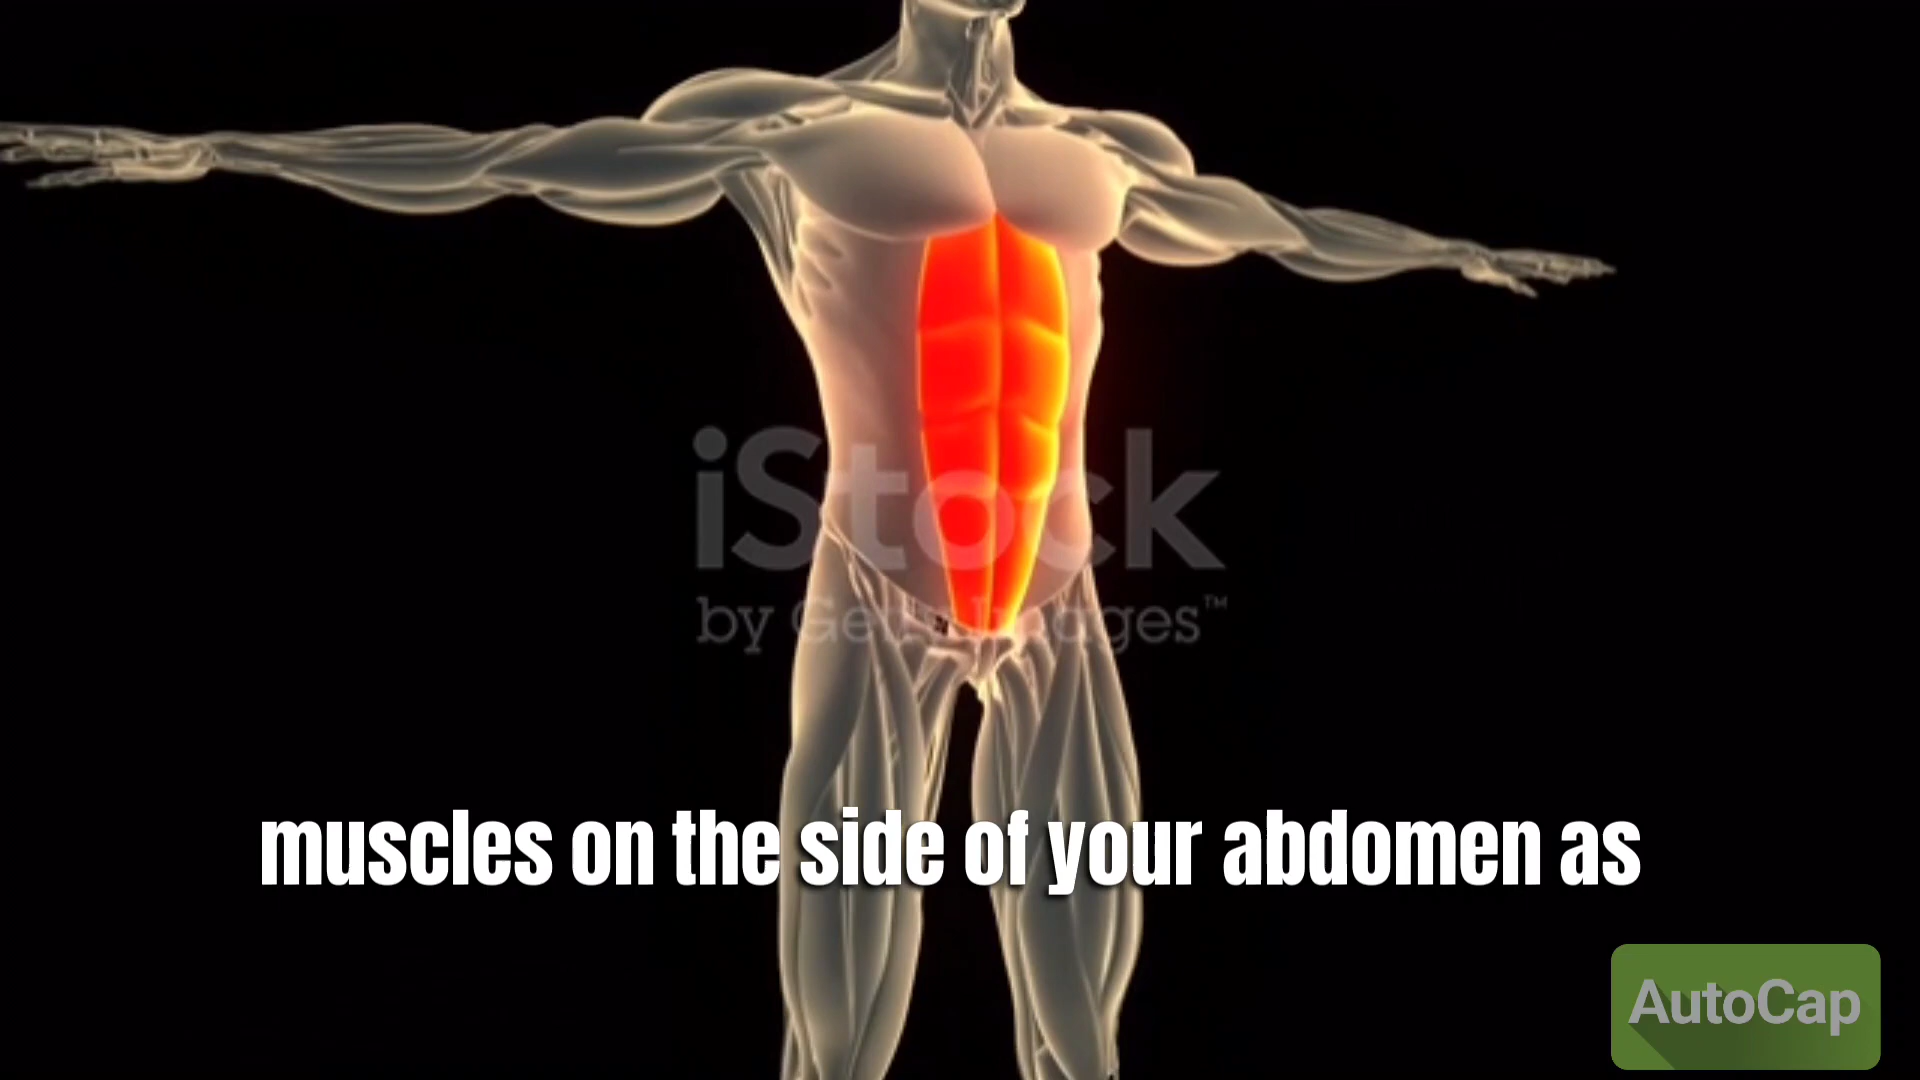 iStock
by Getty Images™
muscles on the side of your abdomen as
AutoCap